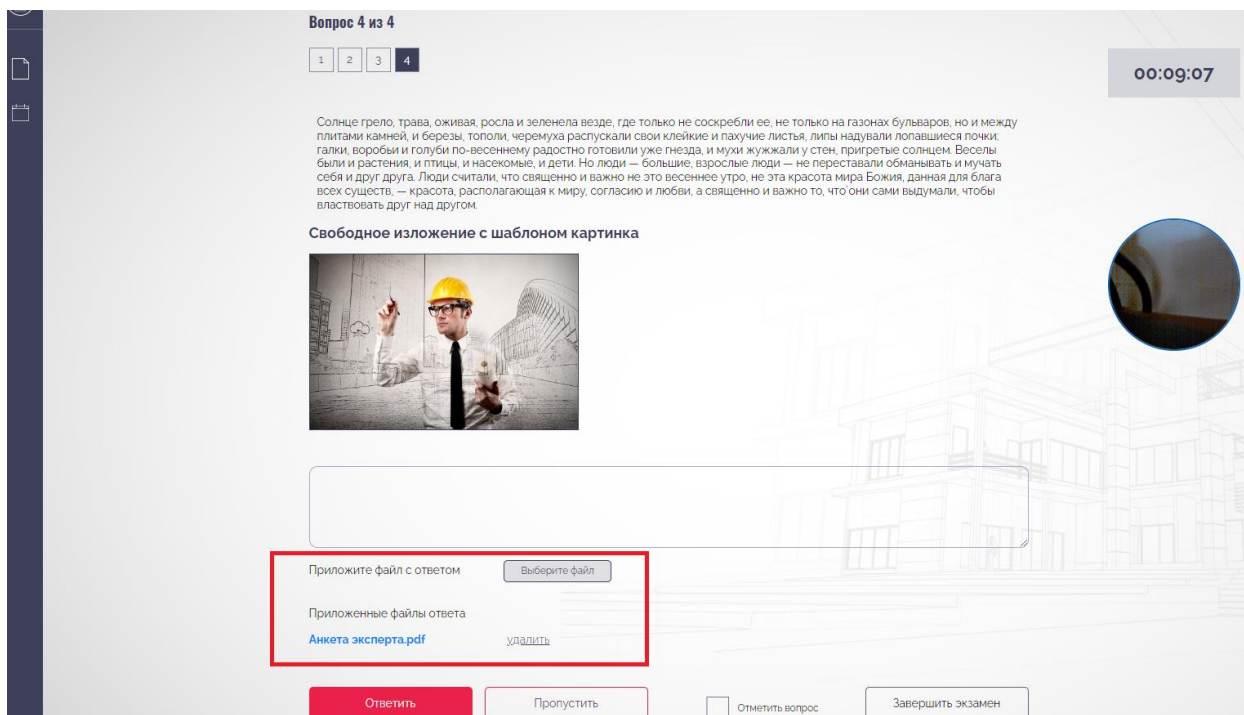 Вопрос 4 из 4
1 2 3 4
00:09:07
Солнце грело, трава, оживая, росла и зеленела везде, где только не соскребли ее, не только на газонах бульваров, но и между
плитами камней, и березы, тополи, черемуха распускали свои клейкие и пахучие листья, липы надували лопавшиеся почки;
галки, воробьи и голуби по-весеннему радостно готовили уже гнезда, и мухи жужжали у стен, пригретые солнцем. Веселы
были и растения, и птицы, и насекомые, и дети. Но люди — большие, взрослые люди — не переставали обманывать и мучать
себя и друг друга. Люди считали, что священно и важно не это весеннее утро, не эта красота мира Божия, данная для блага
всех существ, — красота, располагающая к миру, согласию и любви, а священно и важно то, что они сами выдумали, чтобы
властвовать друг над другом.
Свободное изложение с шаблоном картинка
Приложите файл с ответом Выберите файл
Приложенные файлы ответа
Анкета эксперта.pdf удалить
Ответить Пропустить Отметить вопрос Завершить экзамен